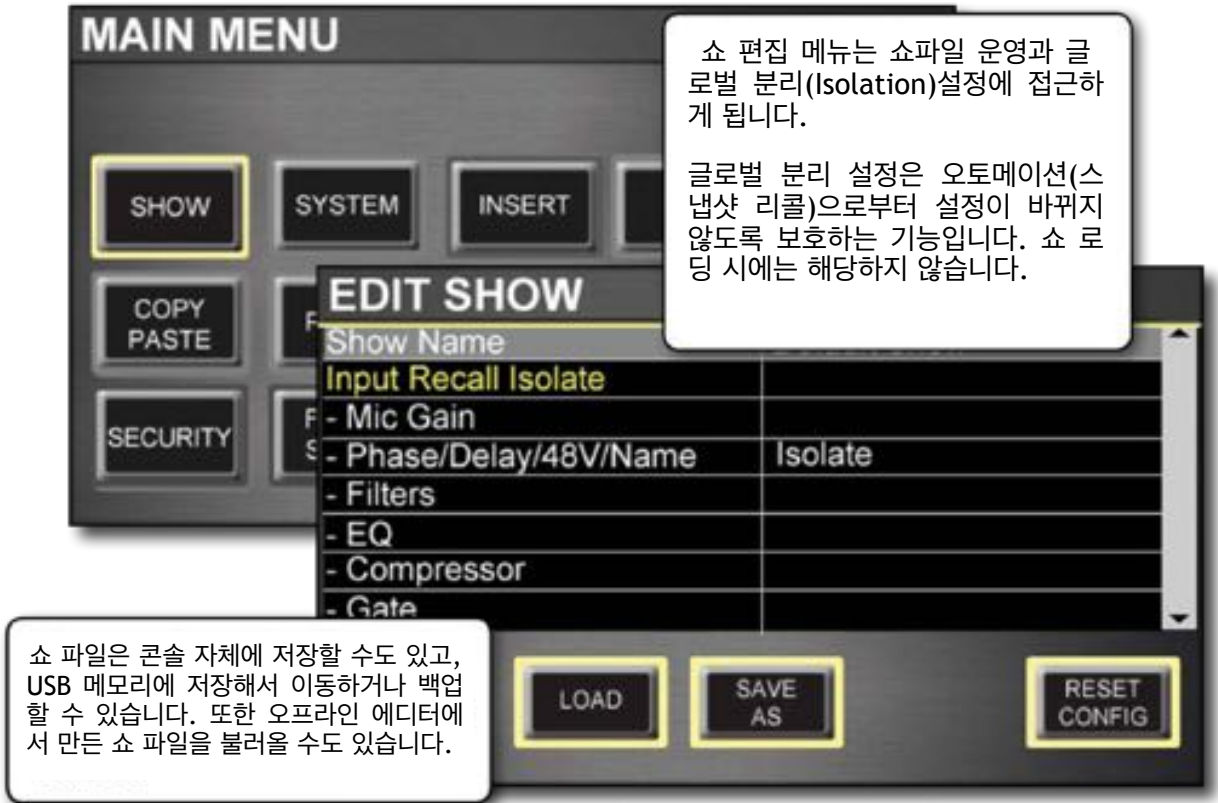 MAIN MENU
쇼 편집 메뉴는 쇼파일 운영과 글
로벌 분리(Isolation)설정에 접근하
게 됩니다.
글로벌 분리 설정은 오토메이션(스
냅샷 리콜)으로부터 설정이 바뀌지
않도록 보호하는 기능입니다. 쇼 로
딩 시에는 해당하지 않습니다.
SHOW
SYSTEM
INSERT
COPY
PASTE
SECURITY
EDIT SHOW
Show Name
Input Recall Isolate
- Mic Gain
- Phase/Delay/48V/Name Isolate
- Filters
- EQ
- Compressor
- Gate
쇼 파일은 콘솔 자체에 저장할 수도 있고,
USB 메모리에 저장해서 이동하거나 백업
할 수 있습니다. 또한 오프라인 에디터에
서 만든 쇼 파일을 불러올 수도 있습니다.
LOAD
SAVE
AS
RESET
CONFIG